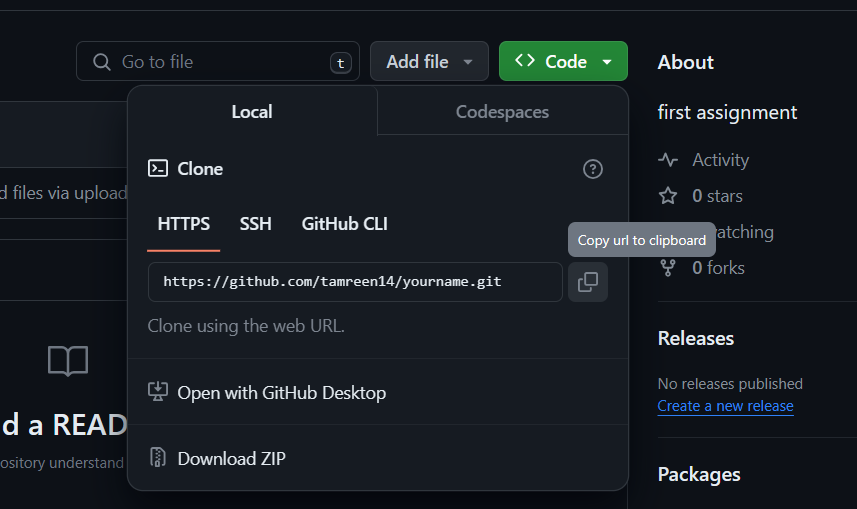 Go to file
t
Add file
Code
About
Local
Codespaces
first assignment
Clone
Activity
d files via upload
0 stars
HTTPS
SSH
GitHub CLI
Copy url to clipboard
atching
0 forks
https://github.com/tamreen14/yourname.git
Clone using the web URL.
Releases
No releases published
Create a new release
Open with GitHub Desktop
d a READ
ository understand
Download ZIP
Packages